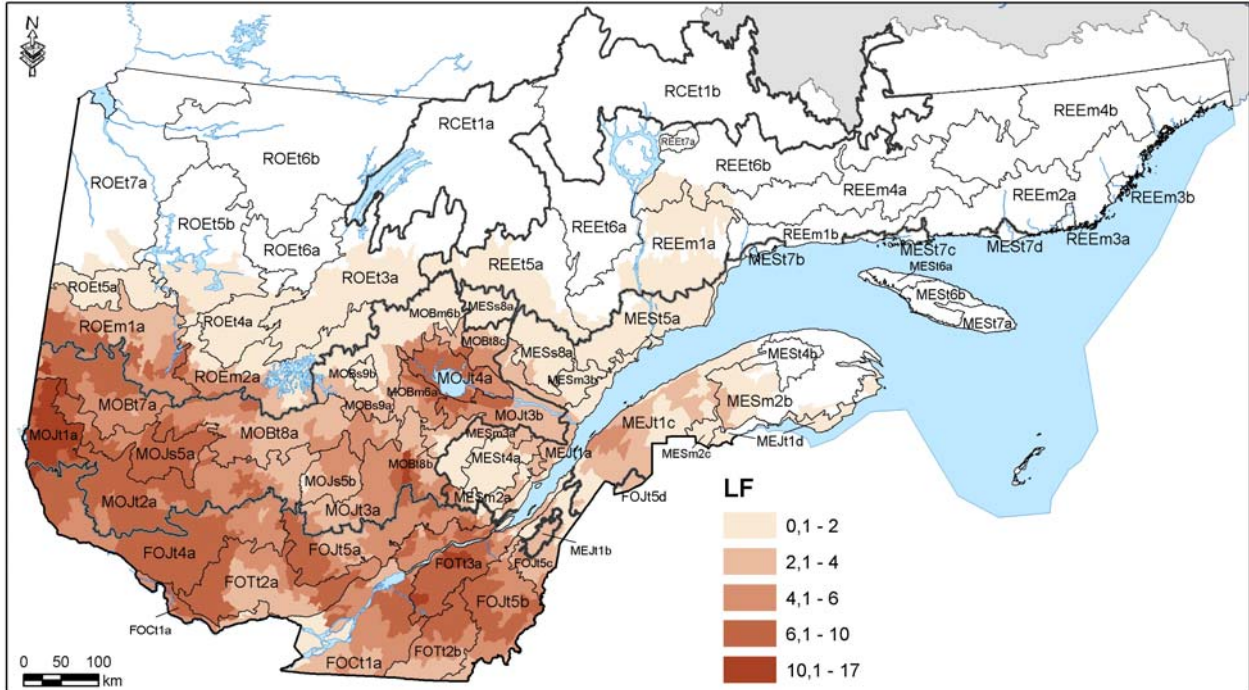 N
RCEt1b
RCEt1a
REEm4b
REEt7a
ROEt6b
REEt6b
ROEt7a
REEm4a
REEm2a
REEm3b
ROEt5b
REEt6a
REEm1b
REEm3a
ROEt6a
REEm1a
MESt7c
MESt7d
MESt7b
REEt5a
MESt6a
ROEt3a
ROEt5a
MESt6b
MOBm6b
MESs8a
MESt5a
MESt7a
ROEm1a
ROEt4a
MOBt8c
MESs8a
MESt4b
ROEm2a
MOBs9b
MOJt4a
MESm3b
MOBm6a
MESm2b
MOBt7a
MOBs9a
MOJt3b
MEJt1c
MOJt1a
MOBt8a
MESm3a
MEJt1d
MOJs5a
MEJt1a
MESm2c
MOBt8b
MESt4a
MOJs5b
FOJt5d
MOJt2a
MESm2a
MOJt3a
MEJt1b
FOJt4a
FOJt5a
FOTt3a
FOJt5c
FOTt2a
FOJt5b
FOCt1a
FOCt1a
FOTt2b
LF
0,1 - 2
2,1 - 4
4,1 - 6
6,1 - 10
10,1 - 17
0 50 100
km